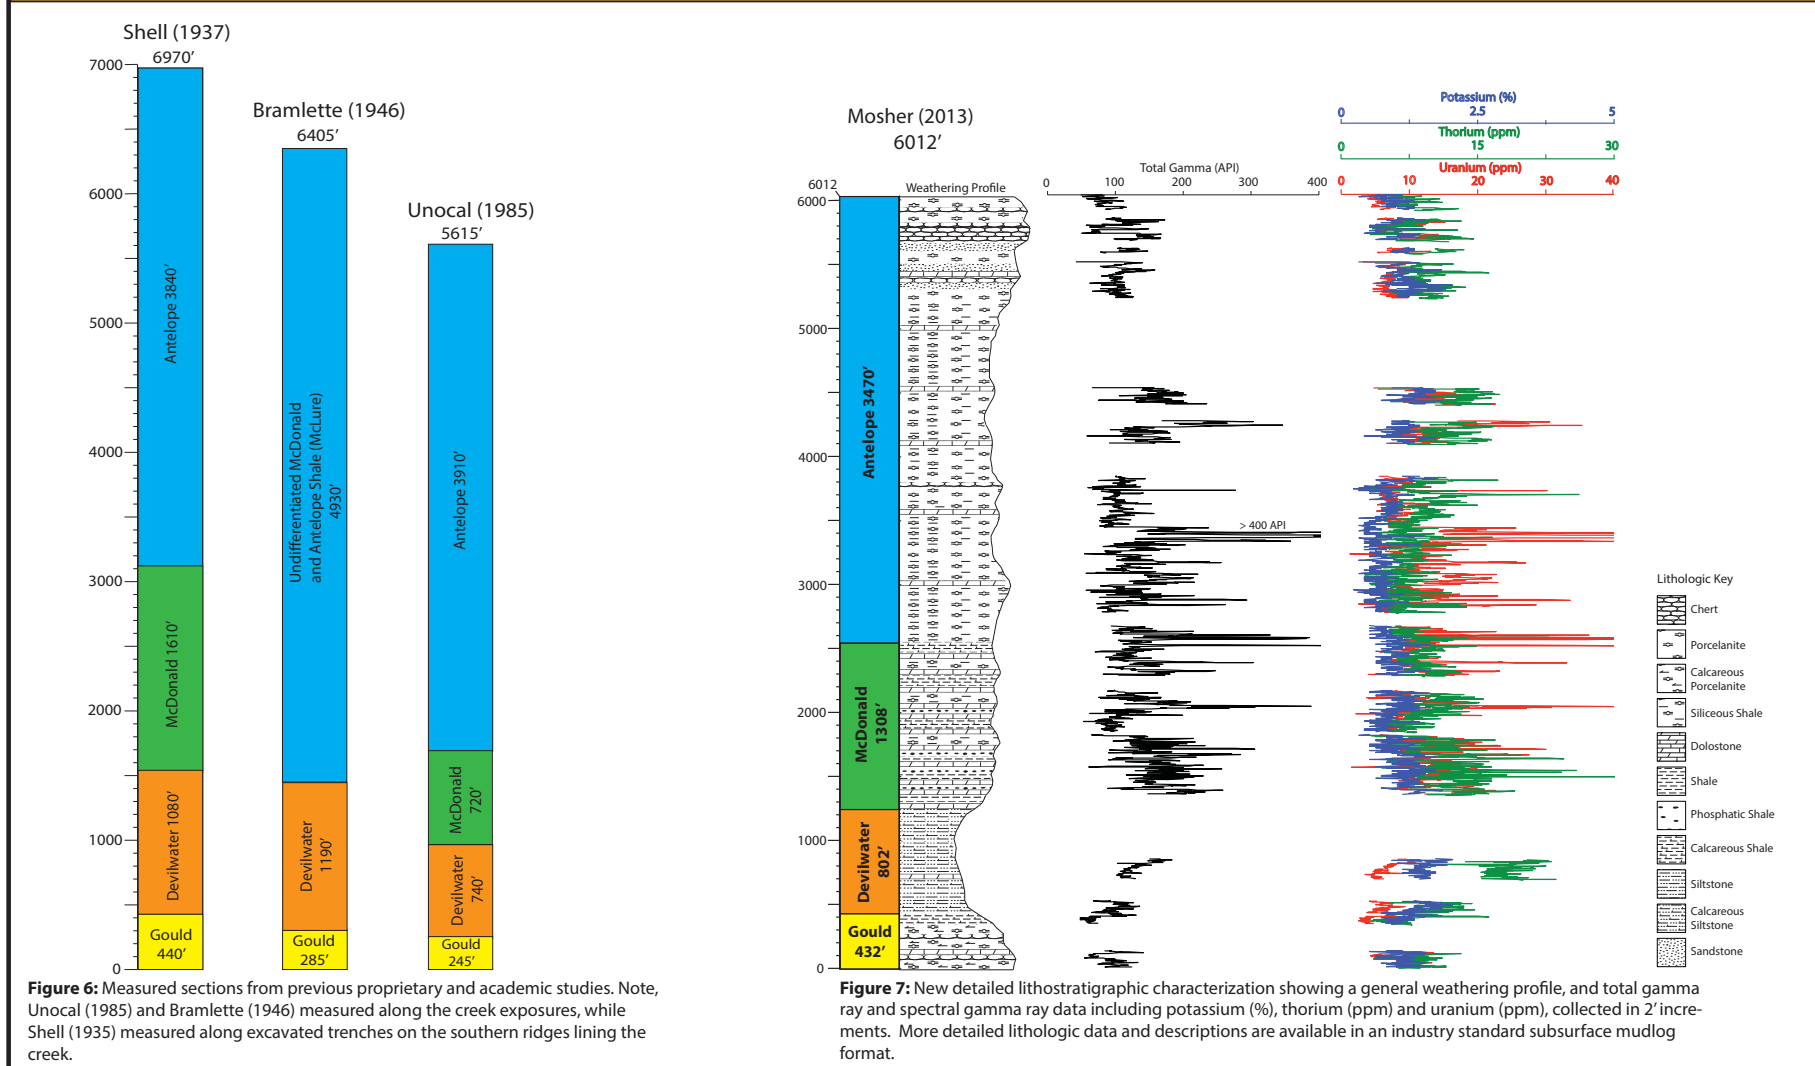 Shell (1937)
6970’
7000
6000
5000
4000
3000
2000
1000
0
Antelope 3840’
McDonald 1610’
Devilwater 1080’
Gould
440’
Bramlette (1946)
6405’
Undifferentiated McDonald
and Antelope Shale (McLure)
4930’
Devilwater
1190’
Gould
285’
Unocal (1985)
5615’
Antelope 3910’
McDonald
720’
Devilwater
740’
Gould
245’
Figure 6: Measured sections from previous proprietary and academic studies. Note,
Unocal (1985) and Bramlette (1946) measured along the creek exposures, while
Shell (1935) measured along excavated trenches on the southern ridges lining the
creek.
Mosher (2013)
6012’
6012
6000
5000
4000
3000
2000
1000
0
Antelope 3470’
McDonald
1308’
Devilwater
802’
Gould
432’
Weathering Profile
Total Gamma (API)
0 100 200 300 400
> 400 API
Potassium (%)
0 2.5 5
Thorium (ppm)
0 15 30
Uranium (ppm)
0 10 20 30 40
Lithologic Key
Chert
Porcelanite
Calcareous
Porcelanite
Siliceous Shale
Dolostone
Shale
Phosphatic Shale
Calcareous Shale
Siltstone
Calcareous
Siltstone
Sandstone
Figure 7: New detailed lithostratigraphic characterization showing a general weathering profile, and total gamma
ray and spectral gamma ray data including potassium (%), thorium (ppm) and uranium (ppm), collected in 2’ incre-
ments.  More detailed lithologic data and descriptions are available in an industry standard subsurface mudlog
format.